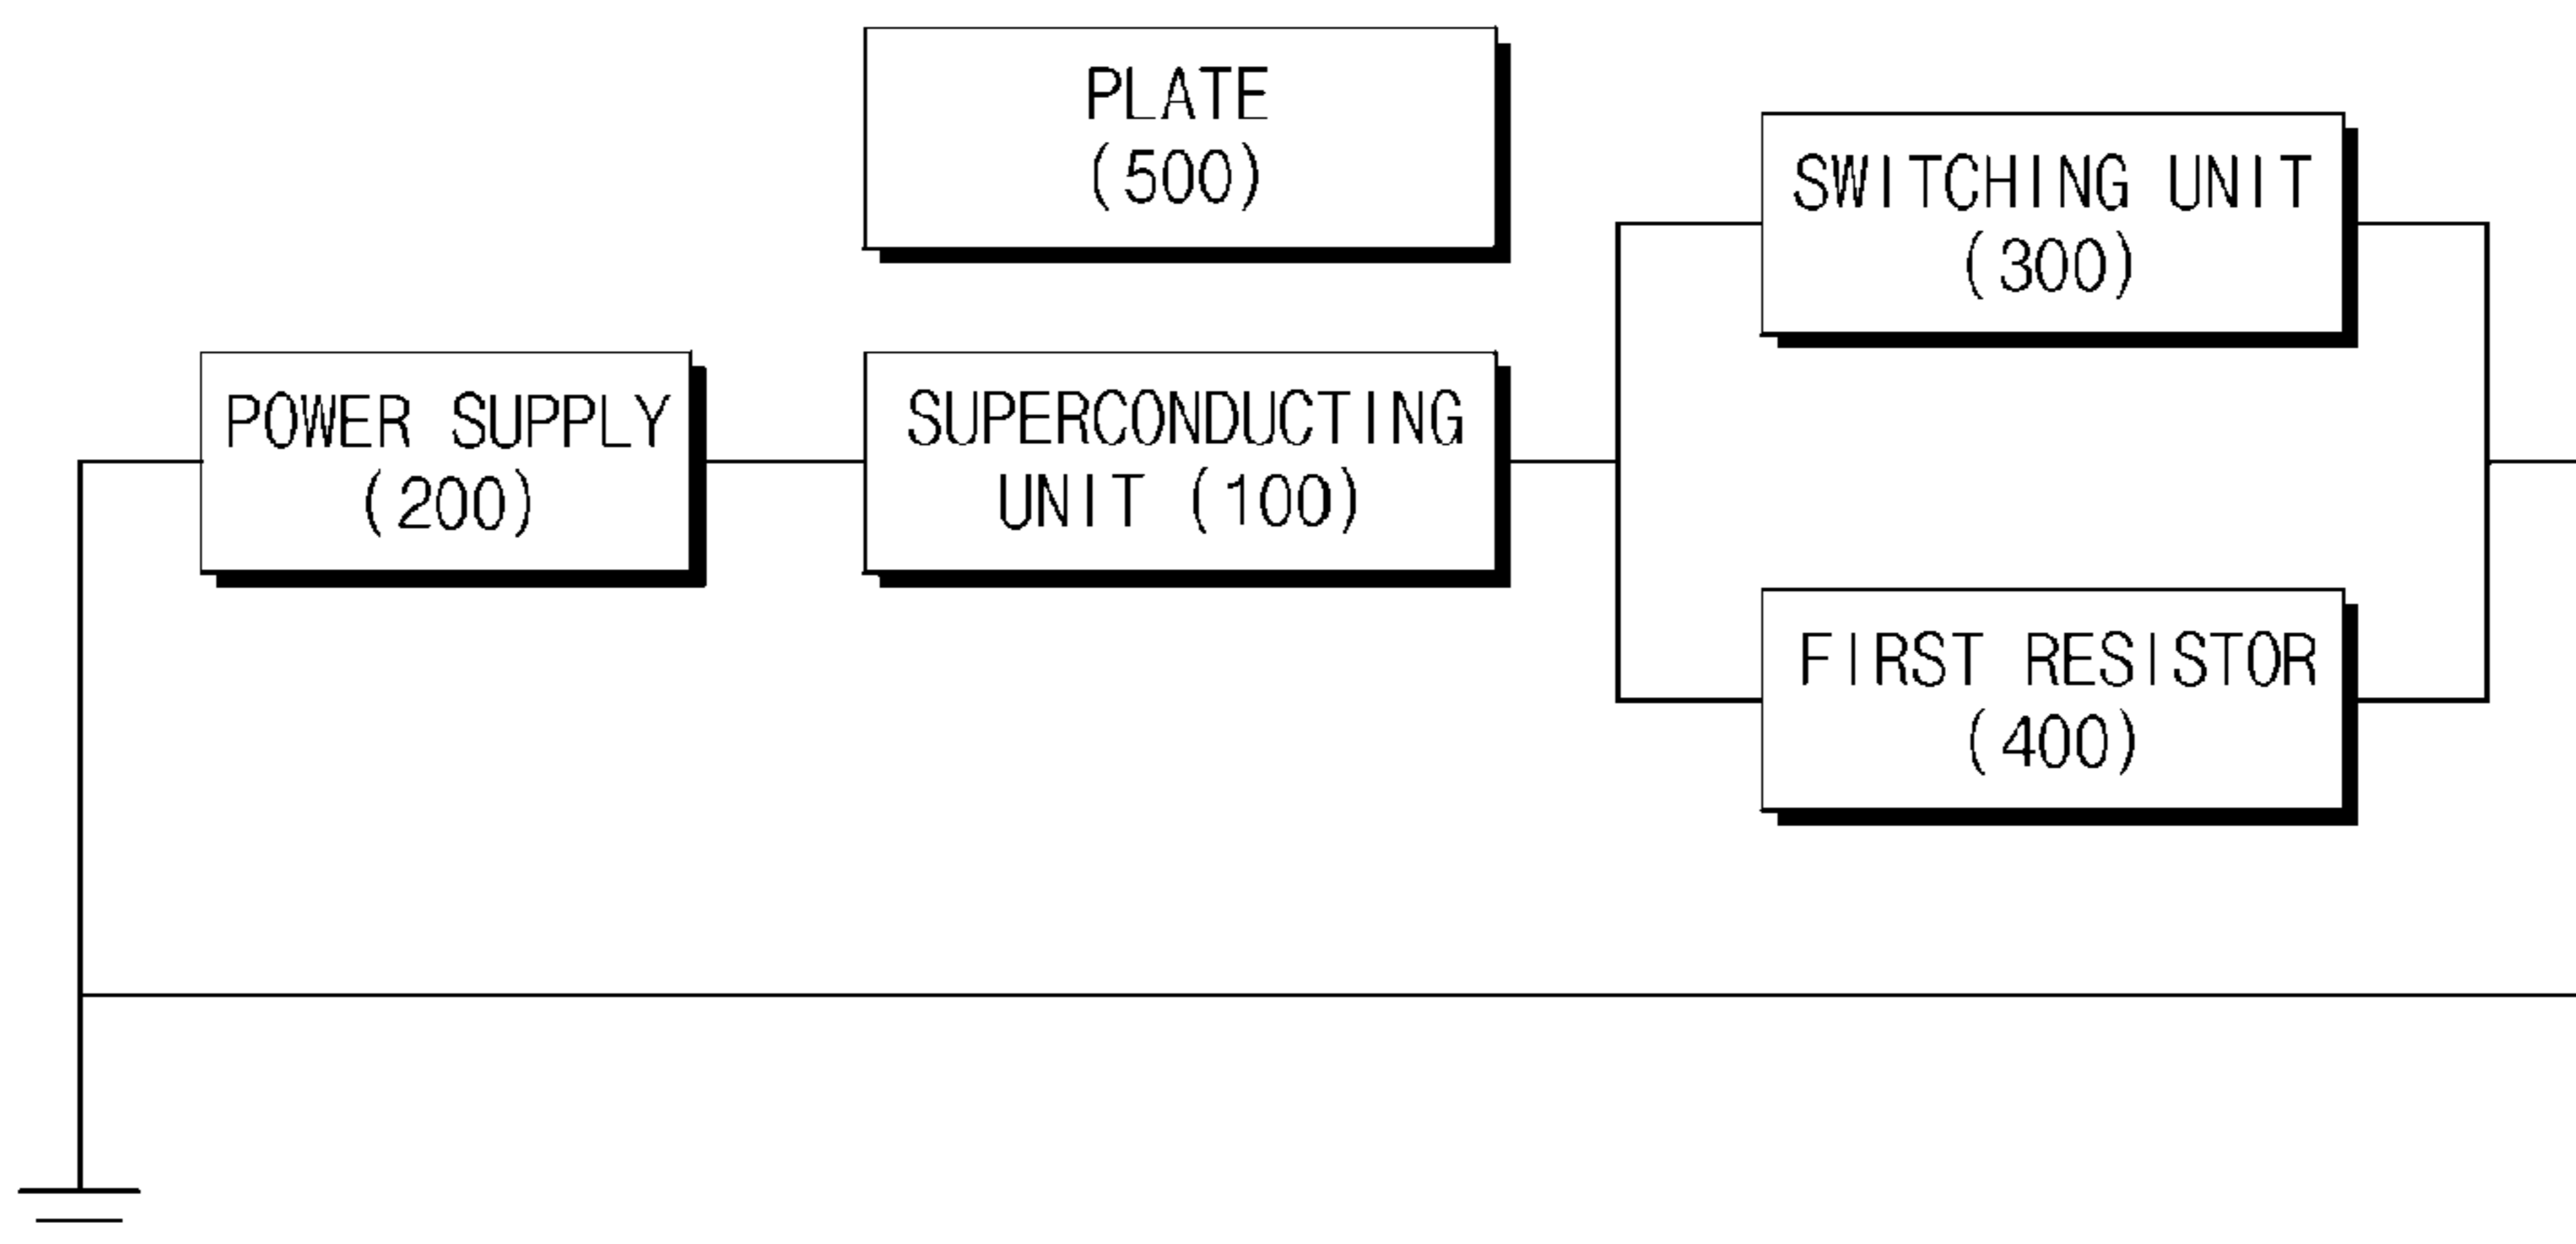 PLATE
(500)
SWITCHING UNIT
(300)
POWER SUPPLY
(200)
SUPERCONDUCTING
UNIT (100)
FIRST RESISTOR
(400)